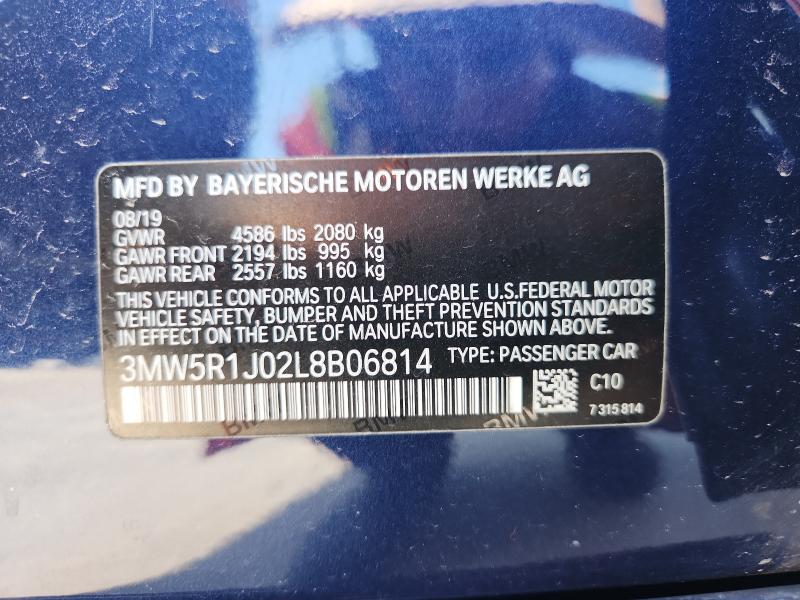 MFD BY BAYERISCHE MOTOREN WERKE AG
08/19
GVWR 4586 lbs 2080 kg
GAWR FRONT 2194 lbs 995 kg
GAWR REAR 2557 lbs 1160 kg
THIS VEHICLE CONFORMS TO ALL APPLICABLE U.S.FEDERAL MOTOR
VEHICLE SAFETY, BUMPER AND THEFT PREVENTION STANDARDS
IN EFFECT ON THE DATE OF MANUFACTURE SHOWN ABOVE.
3MW5R1J02L8B06814 TYPE: PASSENGER CAR
C10
7 315 814